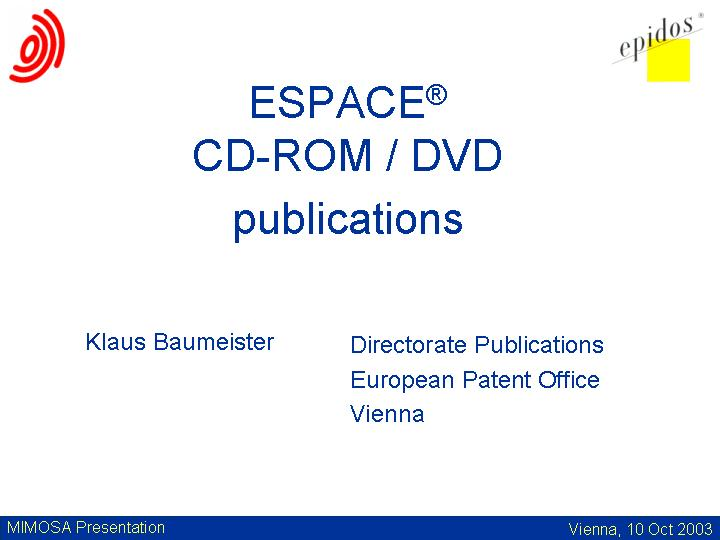 epidos®
ESPACE®
CD-ROM / DVD
publications
Klaus Baumeister
Directorate Publications
European Patent Office
Vienna
MIMOSA Presentation
Vienna, 10 Oct 2003